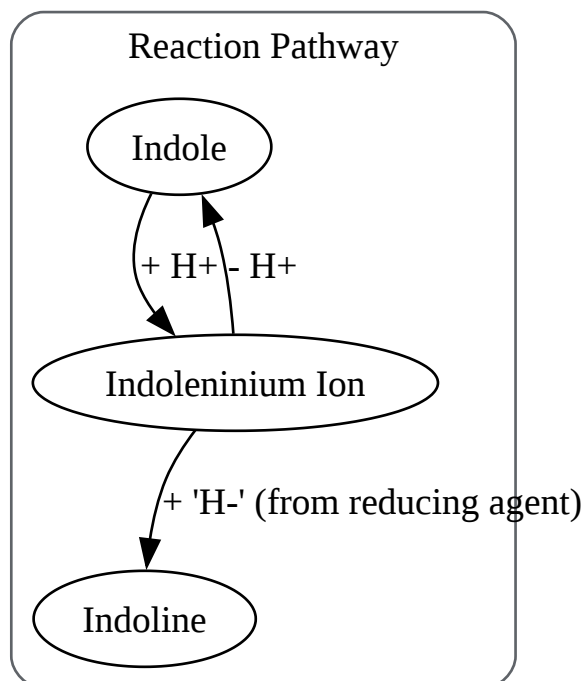 Reaction Pathway
Indole
+ H+
- H+
Indoleninium Ion
+ 'H-' (from reducing agent)
Indoline